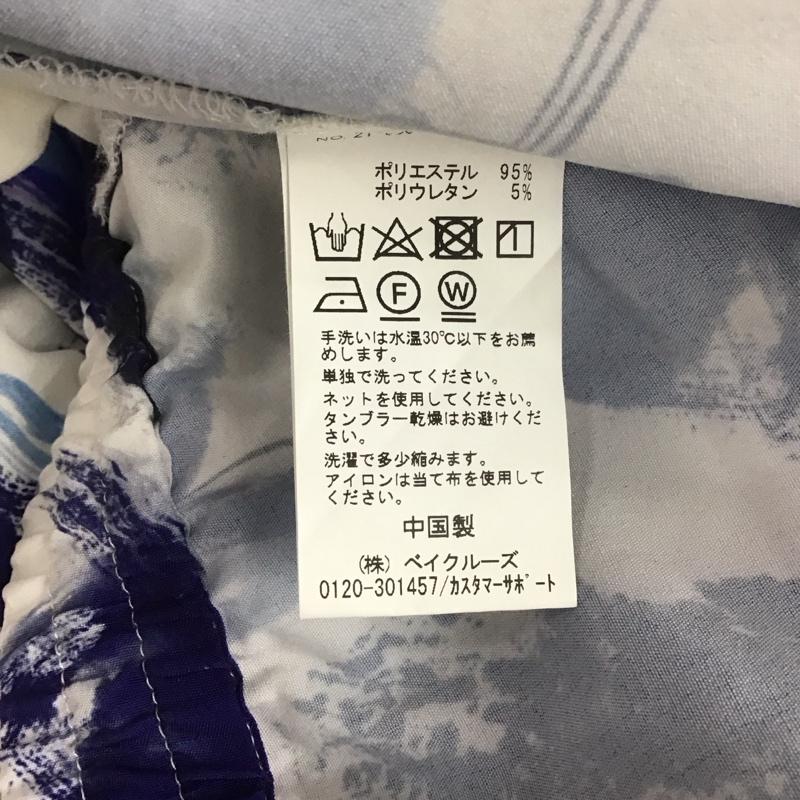 ポリエステル 95%
ポリウレタン 5%
F W
手洗いは水温30℃以下をお薦
めします。
単独で洗ってください。
ネットを使用してください。
タンブラー乾燥はお避けくだ
さい。
洗濯で多少縮みます。
アイロンは当て布を使用して
ください。
中国製
(株) ベイクルーズ
0120-301457/カスタマーサポート